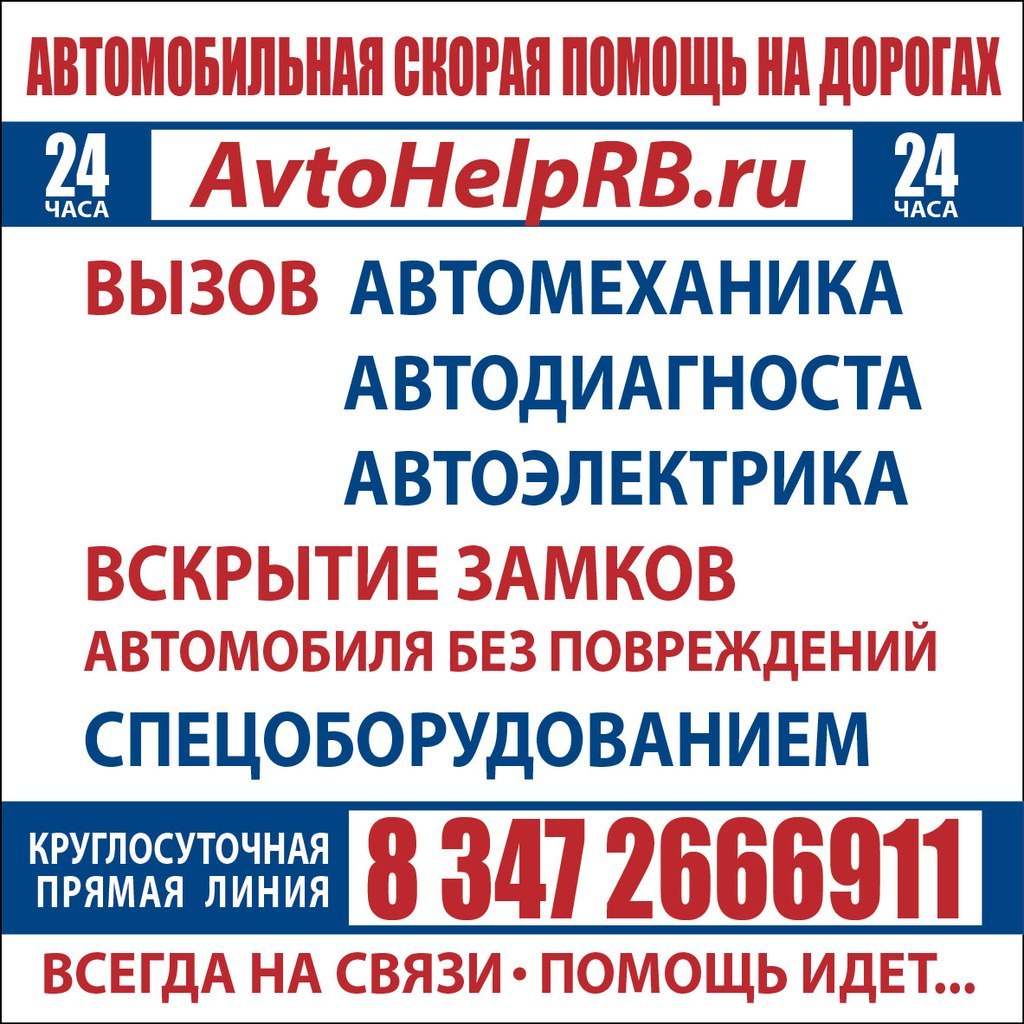 АВТОМОБИЛЬНАЯ СКОРАЯ ПОМОЩЬ НА ДОРОГАХ
24 ЧАСА
AvtoHelpRB.ru
24 ЧАСА
ВЫЗОВ АВТОМЕХАНИКА
АВТОДИАГНОСТА
АВТОЭЛЕКТРИКА
ВСКРЫТИЕ ЗАМКОВ
АВТОМОБИЛЯ БЕЗ ПОВРЕЖДЕНИЙ
СПЕЦОБОРУДОВАНИЕМ
КРУГЛОСУТОЧНАЯ
ПРЯМАЯ ЛИНИЯ
8 347 2666911
ВСЕГДА НА СВЯЗИ • ПОМОЩЬ ИДЕТ...